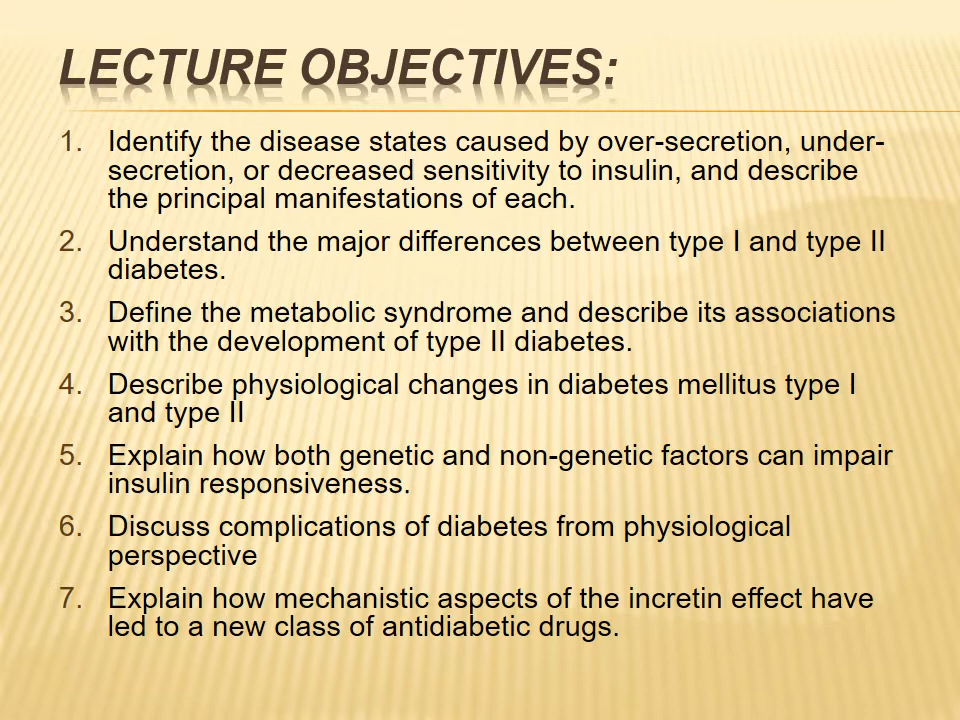 LECTURE OBJECTIVES:
1. Identify the disease states caused by over-secretion, under-
secretion, or decreased sensitivity to insulin, and describe
the principal manifestations of each.
2. Understand the major differences between type I and type II
diabetes.
3. Define the metabolic syndrome and describe its associations
with the development of type II diabetes.
4. Describe physiological changes in diabetes mellitus type I
and type II
5. Explain how both genetic and non-genetic factors can impair
insulin responsiveness.
6. Discuss complications of diabetes from physiological
perspective
7. Explain how mechanistic aspects of the incretin effect have
led to a new class of antidiabetic drugs.